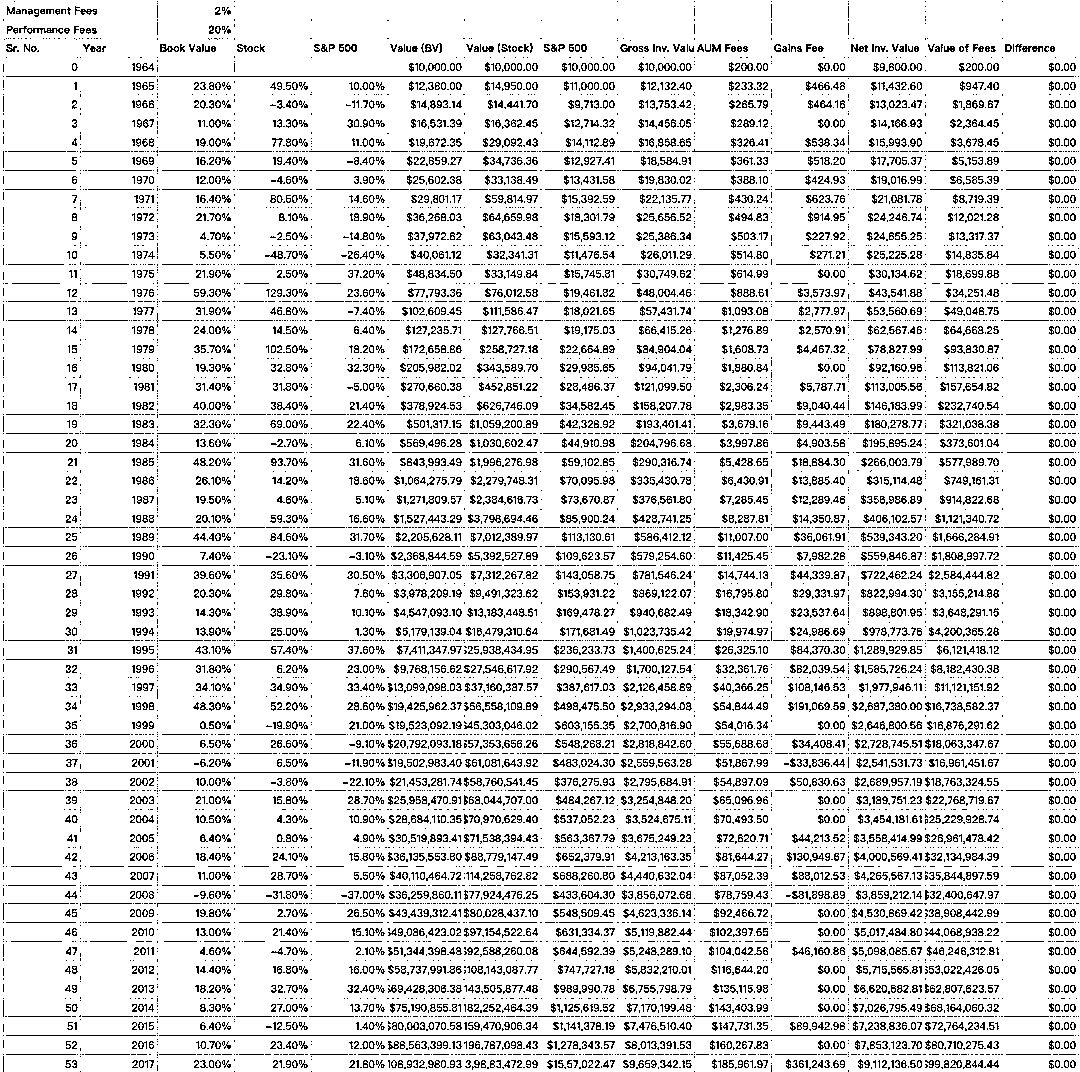 Management Fees 2%
Performance Fees 20%
Sr. No. Year Book Value Stock S&P 500 Value (BV) Value (Stock) S&P 500 Gross Inv. Valu AUM Fees Gains Fee Net Inv. Value Value of Fees Difference
0 1964 $10,000.00 $10,000.00 $10,000.00 $10,000.00 $200.00 $0.00 $9,800.00 $200.00 $0.00
1 1965 23.80% 49.50% 10.00% $12,380.00 $14,950.00 $11,000.00 $12,132.40 $233.32 $466.48 $11,432.60 $947.40 $0.00
2 1966 20.30% -3.40% -11.70% $14,893.14 $14,441.70 $9,713.00 $13,753.42 $265.79 $464.16 $13,023.47 $1,869.67 $0.00
3 1967 11.00% 13.30% 30.90% $16,531.39 $16,362.45 $12,714.32 $14,456.05 $289.12 $0.00 $14,166.93 $2,364.45 $0.00
4 1968 19.00% 77.80% 11.00% $19,672.35 $29,092.43 $14,112.89 $16,858.65 $326.41 $538.34 $15,993.90 $3,678.45 $0.00
5 1969 16.20% 19.40% -8.40% $22,859.27 $34,736.36 $12,927.41 $18,584.91 $361.33 $518.20 $17,705.37 $5,153.89 $0.00
6 1970 12.00% -4.60% 3.90% $25,602.38 $33,138.49 $13,431.58 $19,830.02 $388.10 $424.93 $19,016.99 $6,585.39 $0.00
7 1971 16.40% 80.50% 14.60% $29,801.17 $59,814.97 $15,392.59 $22,135.77 $430.24 $623.76 $21,081.78 $8,719.39 $0.00
8 1972 21.70% 8.10% 18.90% $36,268.03 $64,659.98 $18,301.79 $25,656.52 $494.83 $914.95 $24,246.74 $12,021.28 $0.00
9 1973 4.70% -2.50% -14.80% $37,972.62 $63,043.48 $15,593.12 $25,386.34 $503.17 $227.92 $24,655.25 $13,317.37 $0.00
10 1974 5.50% -48.70% -26.40% $40,061.12 $32,341.31 $11,476.54 $26,011.29 $514.80 $271.21 $25,225.28 $14,835.84 $0.00
11 1975 21.90% 2.50% 37.20% $48,834.50 $33,149.84 $15,745.81 $30,749.62 $614.99 $0.00 $30,134.62 $18,699.88 $0.00
12 1976 59.30% 129.30% 23.60% $77,793.36 $76,012.58 $19,461.82 $48,004.46 $888.61 $3,573.97 $43,541.88 $34,251.48 $0.00
13 1977 31.90% 46.80% -7.40% $102,609.45 $111,586.47 $18,021.65 $57,431.74 $1,093.08 $2,777.97 $53,560.69 $49,048.75 $0.00
14 1978 24.00% 14.50% 6.40% $127,235.71 $127,766.51 $19,175.03 $66,415.26 $1,276.89 $2,570.91 $62,567.46 $64,668.25 $0.00
15 1979 35.70% 102.50% 18.20% $172,658.86 $258,727.18 $22,664.89 $84,904.04 $1,608.73 $4,467.32 $78,827.99 $93,830.87 $0.00
16 1980 19.30% 32.80% 32.30% $205,982.02 $343,589.70 $29,985.65 $94,041.79 $1,880.84 $0.00 $92,160.96 $113,821.06 $0.00
17 1981 31.40% 31.80% -5.00% $270,660.38 $452,851.22 $28,486.37 $121,099.50 $2,306.24 $5,787.71 $113,005.56 $157,654.82 $0.00
18 1982 40.00% 38.40% 21.40% $378,924.53 $626,746.09 $34,582.45 $158,207.78 $2,983.35 $9,040.44 $146,183.99 $232,740.54 $0.00
19 1983 32.30% 69.00% 22.40% $501,317.15 $1,059,200.89 $42,328.92 $193,401.41 $3,679.16 $9,443.49 $180,278.77 $321,038.38 $0.00
20 1984 13.60% -2.70% 6.10% $569,496.28 $1,030,602.47 $44,910.98 $204,796.68 $3,997.86 $4,903.58 $195,895.24 $373,601.04 $0.00
21 1985 48.20% 93.70% 31.60% $843,993.49 $1,996,276.98 $59,102.85 $290,316.74 $5,428.65 $18,884.30 $266,003.79 $577,989.70 $0.00
22 1986 26.10% 14.20% 18.60% $1,064,275.79 $2,279,748.31 $70,095.98 $335,430.78 $6,430.91 $13,885.40 $315,114.48 $749,161.31 $0.00
23 1987 19.50% 4.60% 5.10% $1,271,809.57 $2,384,616.73 $73,670.87 $376,561.80 $7,285.45 $12,289.46 $356,986.89 $914,822.68 $0.00
24 1988 20.10% 59.30% 16.60% $1,527,443.29 $3,798,694.46 $85,900.24 $428,741.25 $8,287.81 $14,350.87 $406,102.57 $1,121,340.72 $0.00
25 1989 44.40% 84.60% 31.70% $2,205,628.11 $7,012,389.97 $113,130.61 $586,412.12 $11,007.00 $36,061.91 $539,343.20 $1,666,284.91 $0.00
26 1990 7.40% -23.10% -3.10% $2,368,844.59 $5,392,527.89 $109,623.57 $579,254.60 $11,425.45 $7,982.28 $559,846.87 $1,808,997.72 $0.00
27 1991 39.60% 35.60% 30.50% $3,306,907.05 $7,312,267.82 $143,058.75 $781,546.24 $14,744.13 $44,339.87 $722,462.24 $2,584,444.82 $0.00
28 1992 20.30% 29.80% 7.60% $3,978,209.19 $9,491,323.62 $153,931.22 $869,122.07 $16,795.80 $29,331.97 $822,994.30 $3,155,214.88 $0.00
29 1993 14.30% 38.90% 10.10% $4,547,093.10 $13,183,448.51 $169,478.27 $940,682.49 $18,342.90 $23,537.64 $898,801.95 $3,648,291.15 $0.00
30 1994 13.90% 25.00% 1.30% $5,179,139.04 $16,479,310.64 $171,681.49 $1,023,735.42 $19,974.97 $24,986.69 $978,773.76 $4,200,365.28 $0.00
31 1995 43.10% 57.40% 37.60% $7,411,347.97 $25,938,434.95 $236,233.73 $1,400,625.24 $26,325.10 $84,370.30 $1,289,929.85 $6,121,418.12 $0.00
32 1996 31.80% 6.20% 23.00% $9,768,156.62 $27,546,617.92 $290,567.49 $1,700,127.54 $32,361.76 $82,039.54 $1,585,726.24 $8,182,430.38 $0.00
33 1997 34.10% 34.90% 33.40% $13,099,098.03 $37,160,387.57 $387,617.03 $2,126,458.89 $40,366.25 $108,146.53 $1,977,946.11 $11,121,151.92 $0.00
34 1998 48.30% 52.20% 28.60% $19,425,962.37 $56,558,109.89 $498,475.50 $2,933,294.08 $54,844.49 $191,069.59 $2,687,380.00 $16,738,582.37 $0.00
35 1999 0.50% -19.90% 21.00% $19,523,092.19 $45,303,046.02 $603,155.35 $2,700,816.90 $54,016.34 $0.00 $2,646,800.56 $16,876,291.62 $0.00
36 2000 6.50% 26.60% -9.10% $20,792,093.18 $57,353,656.26 $548,268.21 $2,818,842.60 $55,688.68 $34,408.41 $2,728,745.51 $18,063,347.67 $0.00
37 2001 -6.20% 6.50% -11.90% $19,502,983.40 $61,081,643.92 $483,024.30 $2,559,563.28 $51,867.99 -$33,836.44 $2,541,531.73 $16,961,451.67 $0.00
38 2002 10.00% -3.80% -22.10% $21,453,281.74 $58,760,541.45 $376,275.93 $2,795,684.91 $54,897.09 $50,830.63 $2,689,957.19 $18,763,324.55 $0.00
39 2003 21.00% 15.80% 28.70% $25,958,470.91 $68,044,707.00 $484,267.12 $3,254,848.20 $65,096.96 $0.00 $3,189,751.23 $22,768,719.67 $0.00
40 2004 10.50% 4.30% 10.90% $28,684,110.35 $70,970,629.40 $537,052.23 $3,524,675.11 $70,493.50 $0.00 $3,454,181.61 $25,229,928.74 $0.00
41 2005 6.40% 0.80% 4.90% $30,519,893.41 $71,538,394.43 $563,367.79 $3,675,249.23 $72,620.71 $44,213.52 $3,558,414.99 $26,961,478.42 $0.00
42 2006 18.40% 24.10% 15.80% $36,135,553.80 $88,779,147.49 $652,379.91 $4,213,163.35 $81,644.27 $130,949.67 $4,000,569.41 $32,134,984.39 $0.00
43 2007 11.00% 28.70% 5.50% $40,110,464.72 114,258,762.82 $688,260.80 $4,440,632.04 $87,052.39 $88,012.53 $4,265,567.13 $35,844,897.59 $0.00
44 2008 -9.60% -31.80% -37.00% $36,259,860.11 $77,924,476.25 $433,604.30 $3,856,072.68 $78,759.43 -$81,898.89 $3,859,212.14 $32,400,647.97 $0.00
45 2009 19.80% 2.70% 26.50% $43,439,312.41 $80,028,437.10 $548,509.45 $4,623,336.14 $92,466.72 $0.00 $4,530,869.42 $38,908,442.99 $0.00
46 2010 13.00% 21.40% 15.10% $49,086,423.02 $97,154,522.64 $631,334.37 $5,119,882.44 $102,397.65 $0.00 $5,017,484.80 $44,068,938.22 $0.00
47 2011 4.60% -4.70% 2.10% $51,344,398.48 $92,588,260.08 $644,592.39 $5,248,289.10 $104,042.56 $46,160.86 $5,098,085.67 $46,246,312.81 $0.00
48 2012 14.40% 16.80% 16.00% $58,737,991.86 108,143,087.77 $747,727.18 $5,832,210.01 $116,644.20 $0.00 $5,715,565.81 $53,022,426.05 $0.00
49 2013 18.20% 32.70% 32.40% $69,428,306.38 143,505,877.48 $989,990.78 $6,755,798.79 $135,115.98 $0.00 $6,620,682.81 $62,807,623.57 $0.00
50 2014 8.30% 27.00% 13.70% $75,190,855.81 182,252,464.39 $1,125,619.52 $7,170,199.48 $143,403.99 $0.00 $7,026,795.49 $68,164,060.32 $0.00
51 2015 6.40% -12.50% 1.40% $80,003,070.58 159,470,906.34 $1,141,378.19 $7,476,510.40 $147,731.35 $89,942.98 $7,238,836.07 $72,764,234.51 $0.00
52 2016 10.70% 23.40% 12.00% $88,563,399.13 196,787,098.43 $1,278,343.57 $8,013,391.53 $160,267.83 $0.00 $7,853,123.70 $80,710,275.43 $0.00
53 2017 23.00% 21.90% 21.80% 108,932,980.93 3,98,83,472.99 $15,57,022.47 $9,659,342.15 $185,961.97 $361,243.69 $9,112,136.50 $99,820,844.44 $0.00